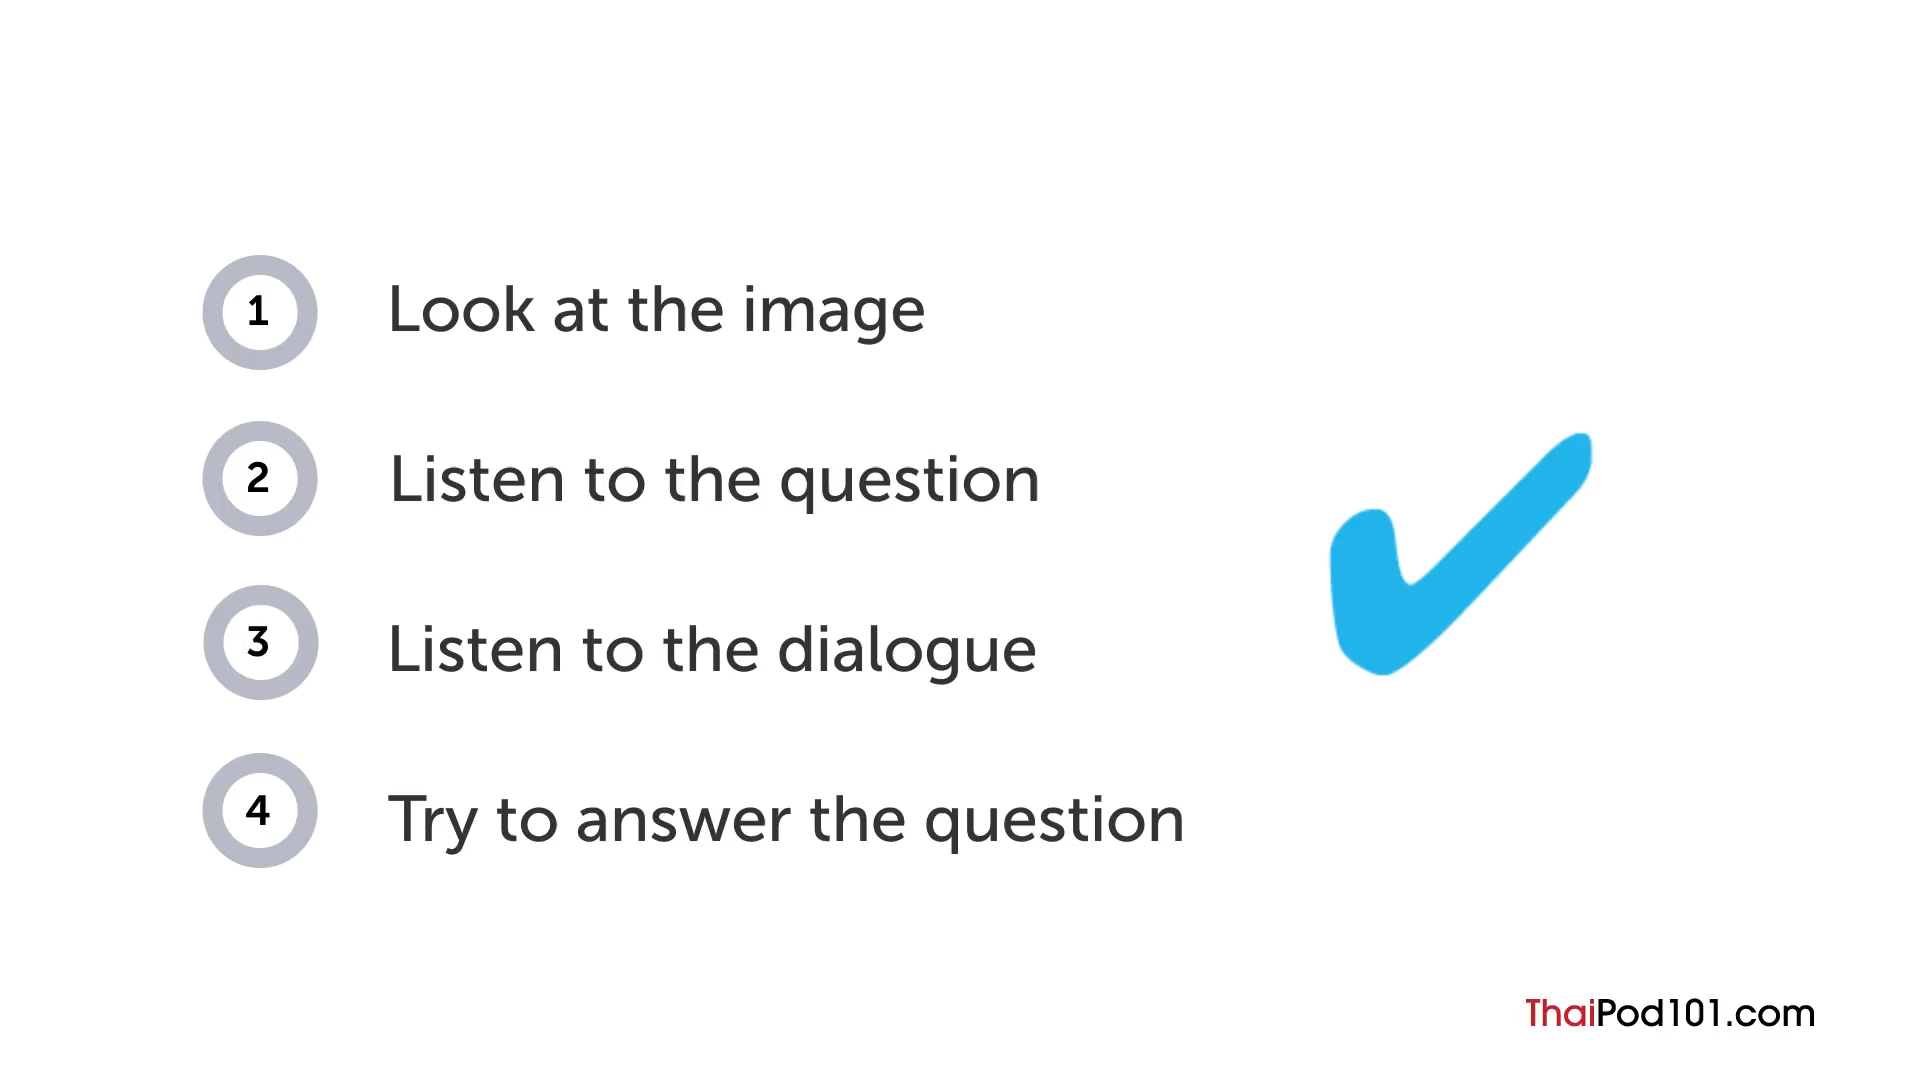 1 Look at the image
2 Listen to the question
3 Listen to the dialogue
4 Try to answer the question
ThaiPod101.com